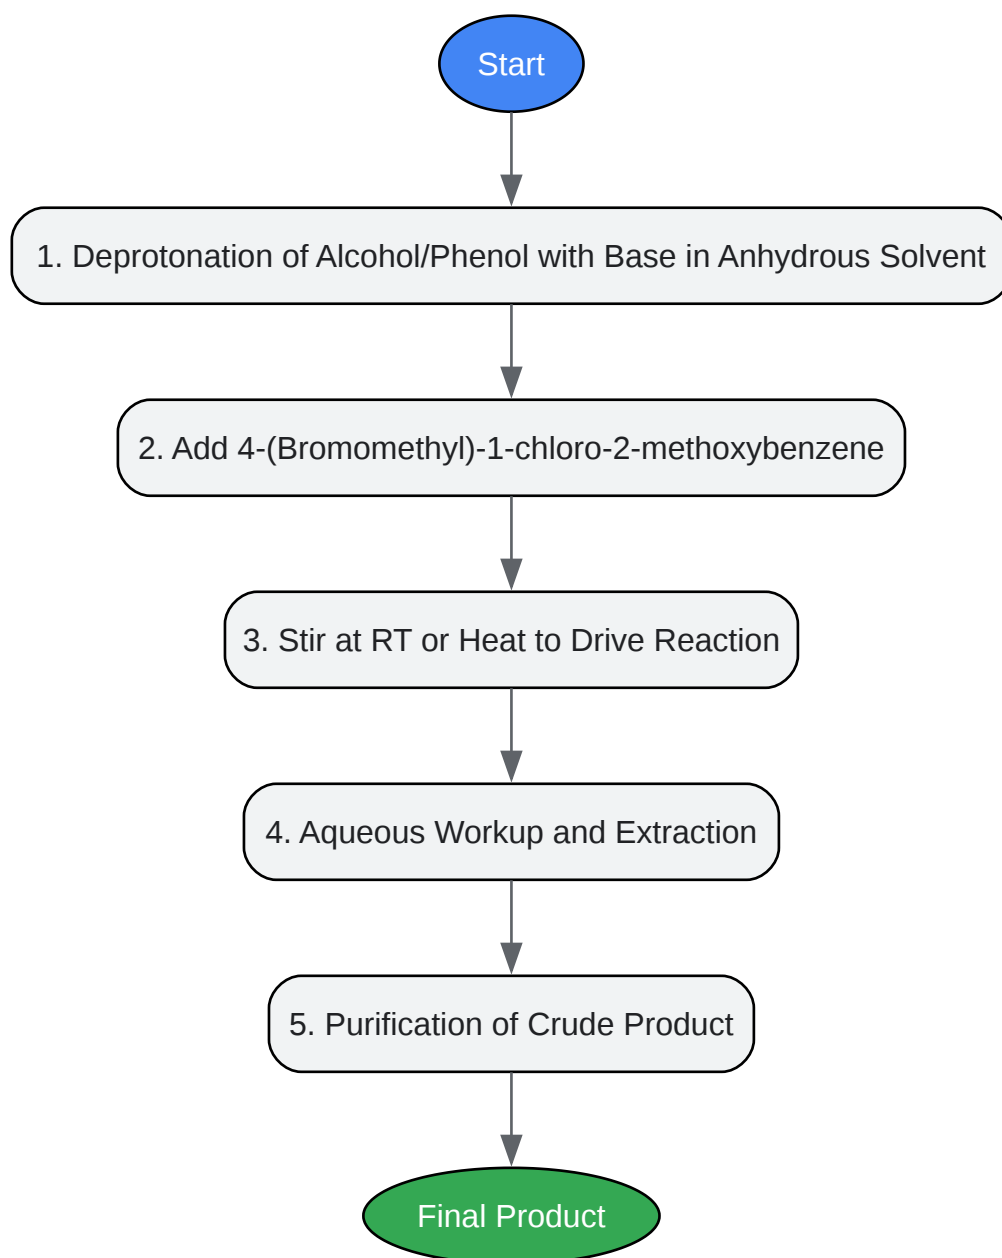 Start
1. Deprotonation of Alcohol/Phenol with Base in Anhydrous Solvent
2. Add 4-(Bromomethyl)-1-chloro-2-methoxybenzene
3. Stir at RT or Heat to Drive Reaction
4. Aqueous Workup and Extraction
5. Purification of Crude Product
Final Product